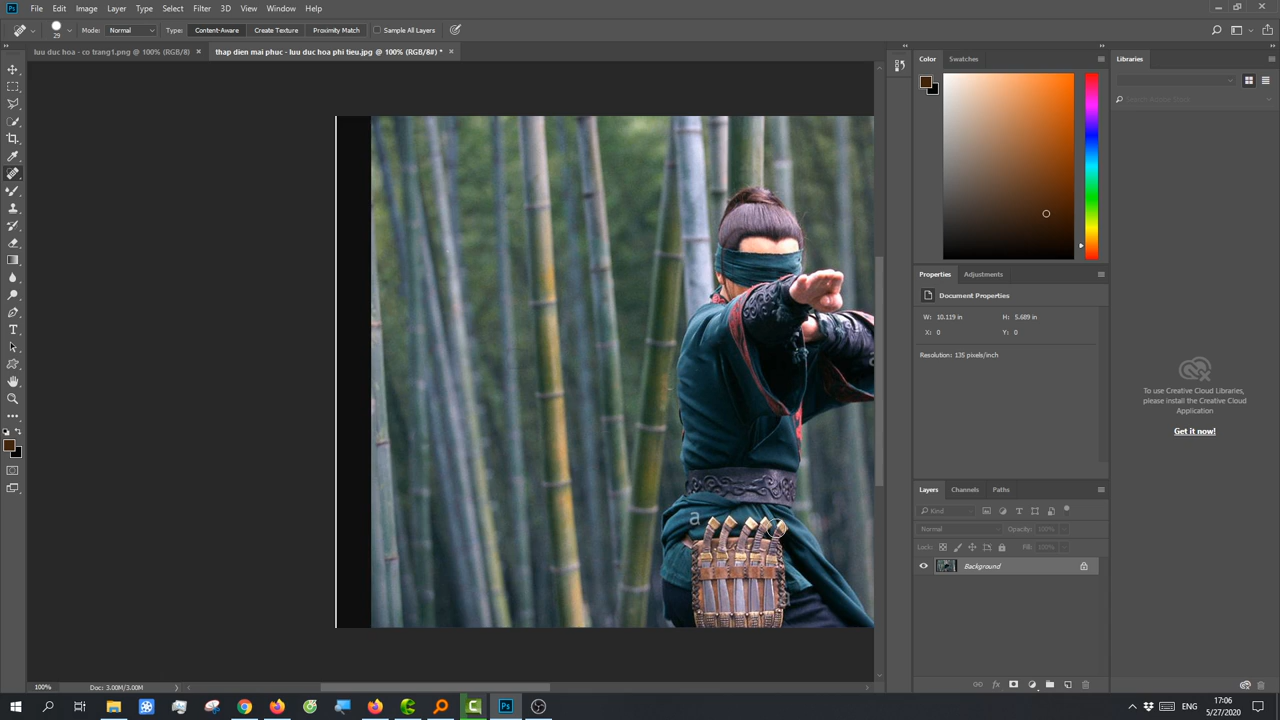 File Edit Image Layer Type Select Filter 3D View Window Help
29 Mode: Normal Type: Content-Aware Create Texture Proximity Match Sample All Layers
luu duc hoa - co trang1.png @ 100% (RGB/8) × thap dien mai phuc - luu duc hoa phi tieu.jpg @ 100% (RGB/8#) * ×
Color Swatches
Libraries
Properties Adjustments
Document Properties
W: 10.119 in H: 5.689 in
X: 0 Y: 0
Resolution: 135 pixels/inch
To use Creative Cloud Libraries,
please install the Creative Cloud
Application
Get it now!
Layers Channels Paths
Kind
Normal Opacity: 100%
Lock: Fill: 100%
Background
a
100% Doc: 3.00M/3.00M
Ps
ENG
17:06
5/27/2020